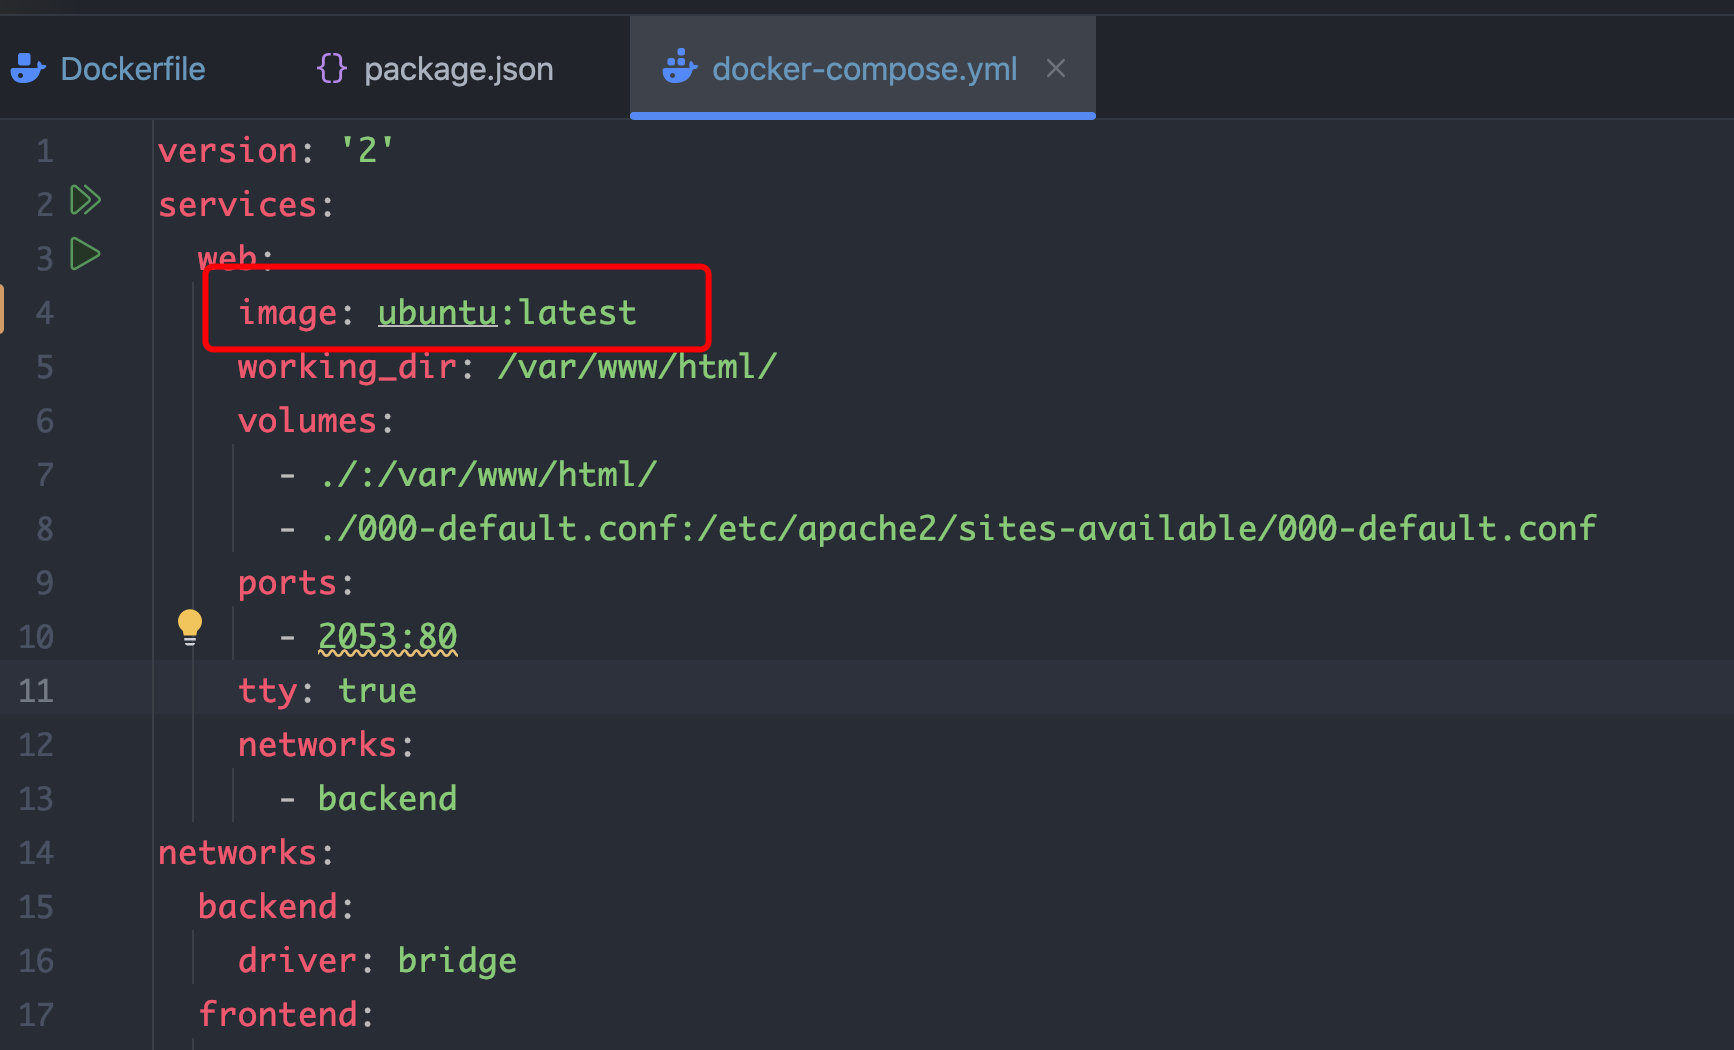 Dockerfile {} package.json docker-compose.yml
1 version: '2'
2 services:
3 web:
4 image: ubuntu:latest
5 working_dir: /var/www/html/
6 volumes:
7 - ./:/var/www/html/
8 - ./000-default.conf:/etc/apache2/sites-available/000-default.conf
9 ports:
10 - 2053:80
11 tty: true
12 networks:
13 - backend
14 networks:
15 backend:
16 driver: bridge
17 frontend: